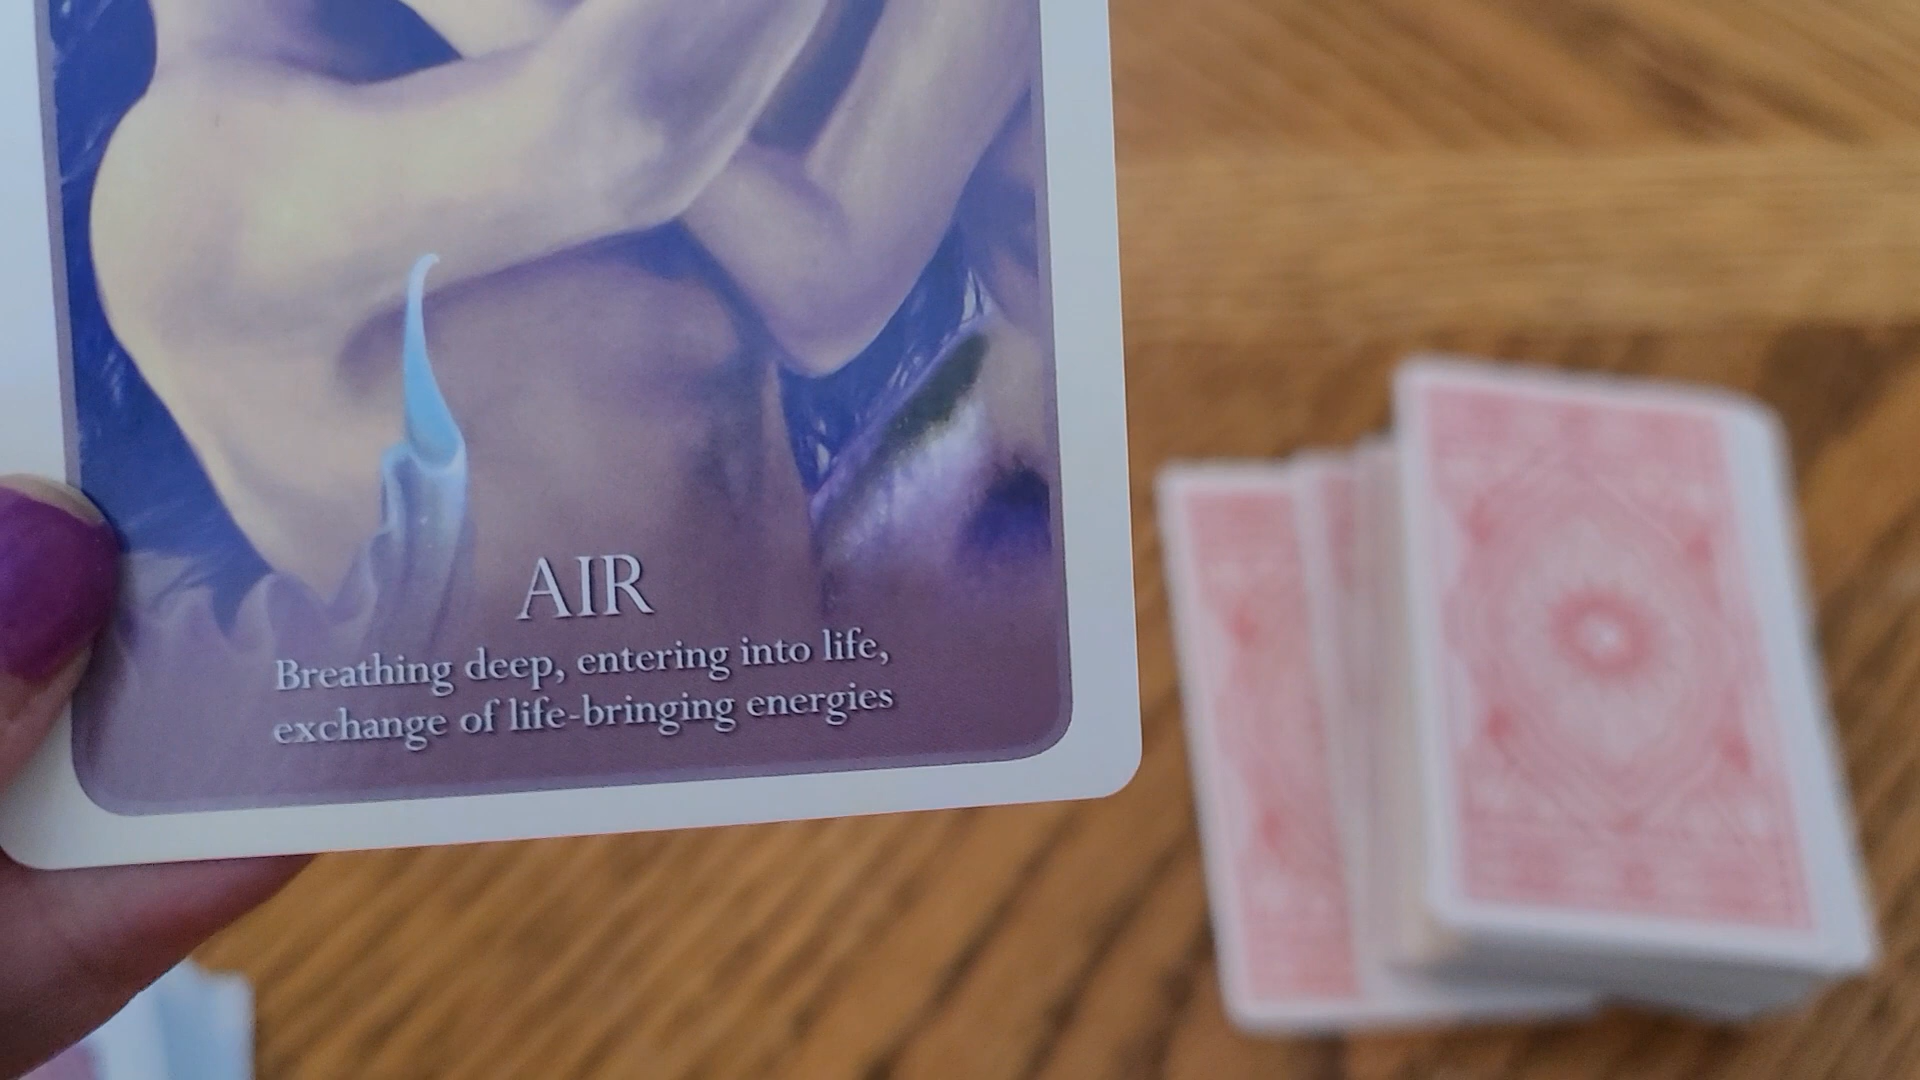 AIR
Breathing deep, entering into life,
exchange of life-bringing energies